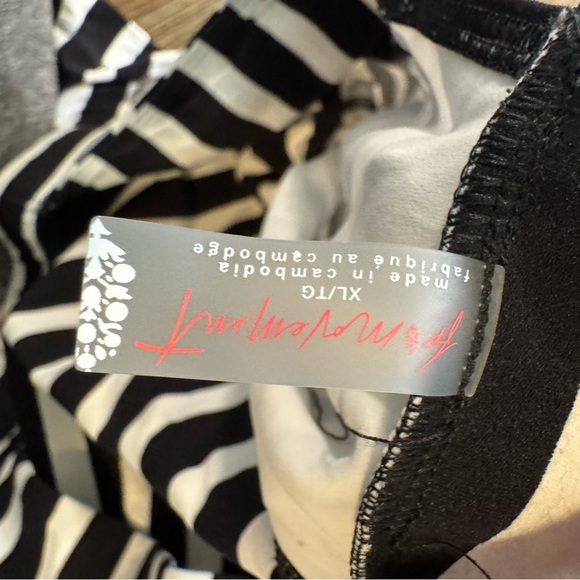 fp movement
XL/TG
made in cambodia
fabriqué au cambodge